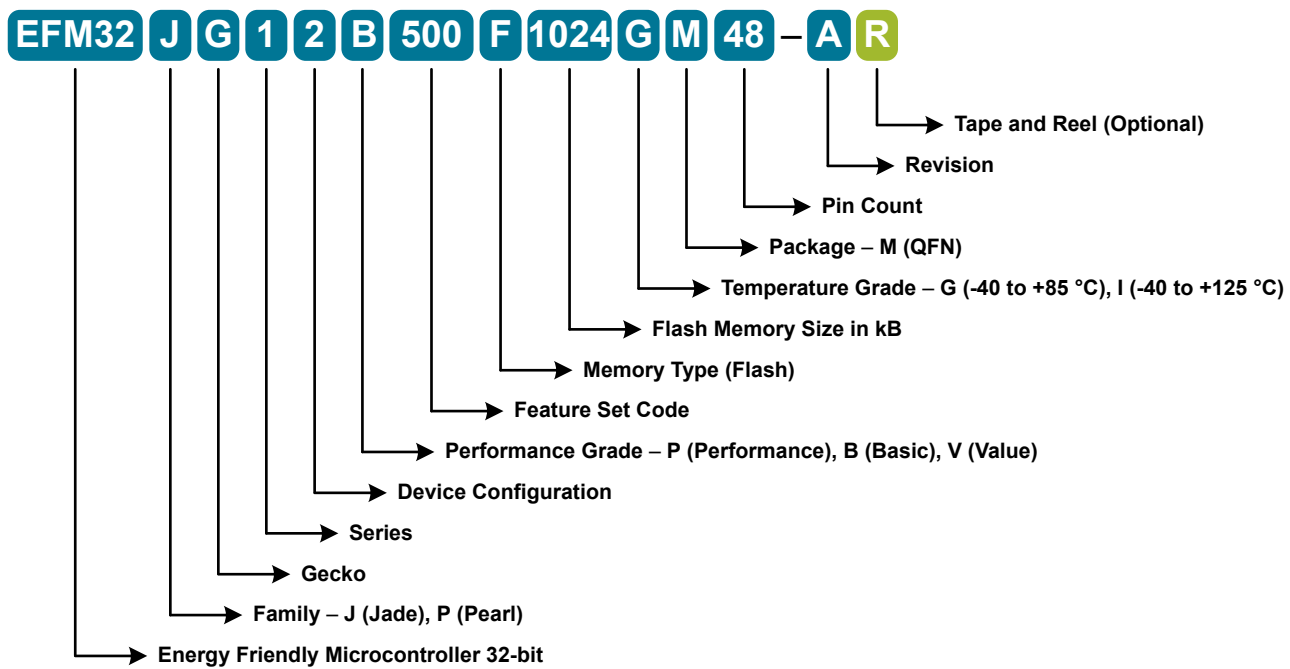 EFM32 J G 1 2 B 500 F 1024 G M 48 – A R
Tape and Reel (Optional)
Revision
Pin Count
Package – M (QFN)
Temperature Grade – G (-40 to +85 °C), I (-40 to +125 °C)
Flash Memory Size in kB
Memory Type (Flash)
Feature Set Code
Performance Grade – P (Performance), B (Basic), V (Value)
Device Configuration
Series
Gecko
Family – J (Jade), P (Pearl)
Energy Friendly Microcontroller 32-bit